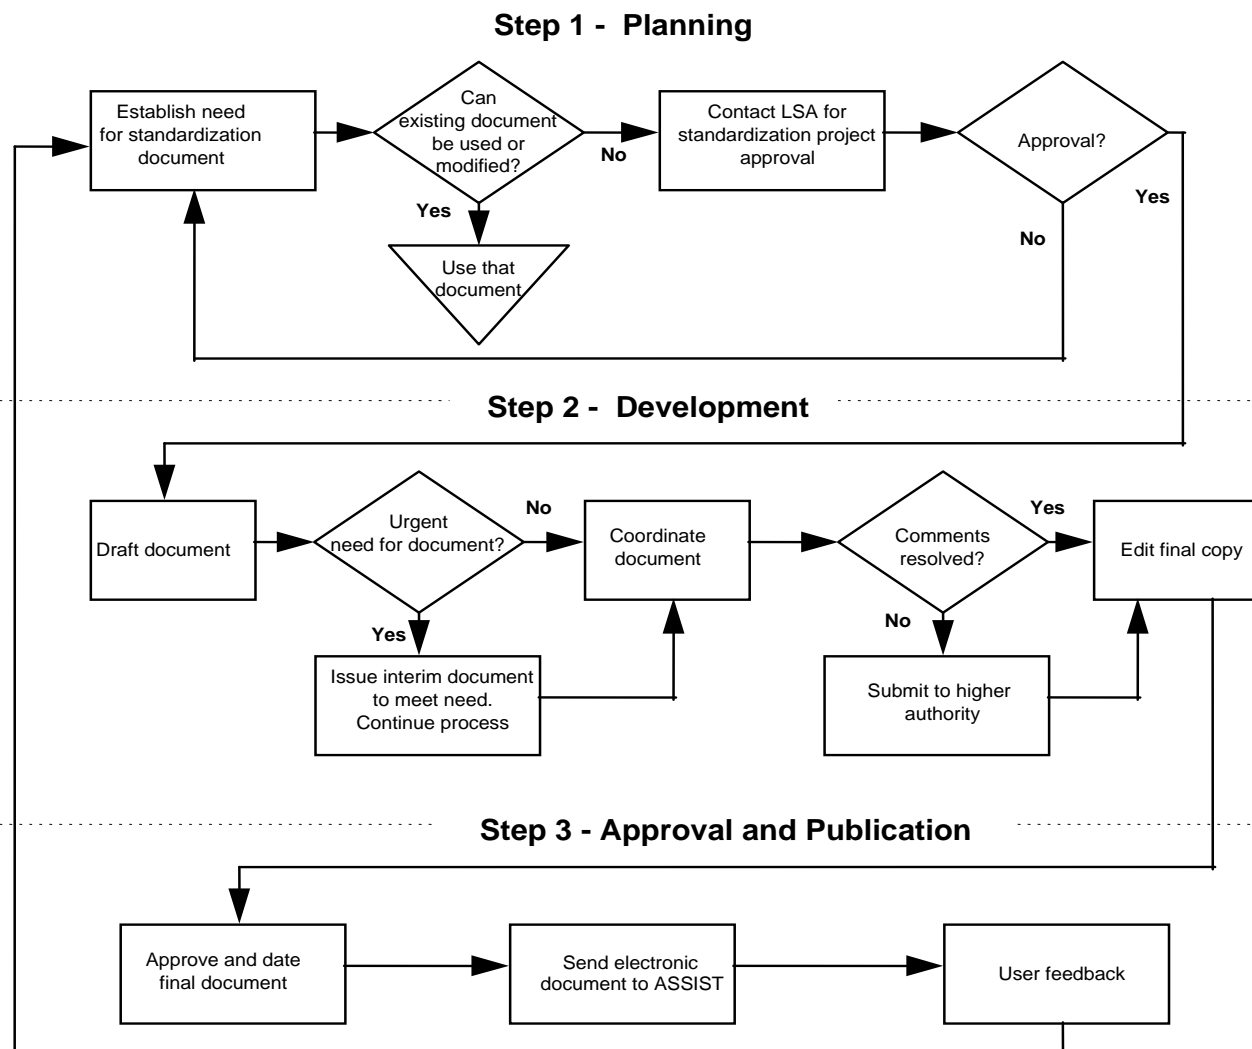 Step 1 -  Planning
Establish need
for standardization
document
Can
existing document
be used or
modified?
No
Yes
Use that
document
Contact LSA for
standardization project
approval
Approval?
Yes
No
Step 2 -  Development
Draft document
Urgent
need for document?
No
Yes
Issue interim document
to meet need.
Continue process
Coordinate
document
Comments
resolved?
Yes
No
Submit to higher
authority
Edit final copy
Step 3 - Approval and Publication
Approve and date
final document
Send electronic
document to ASSIST
User feedback